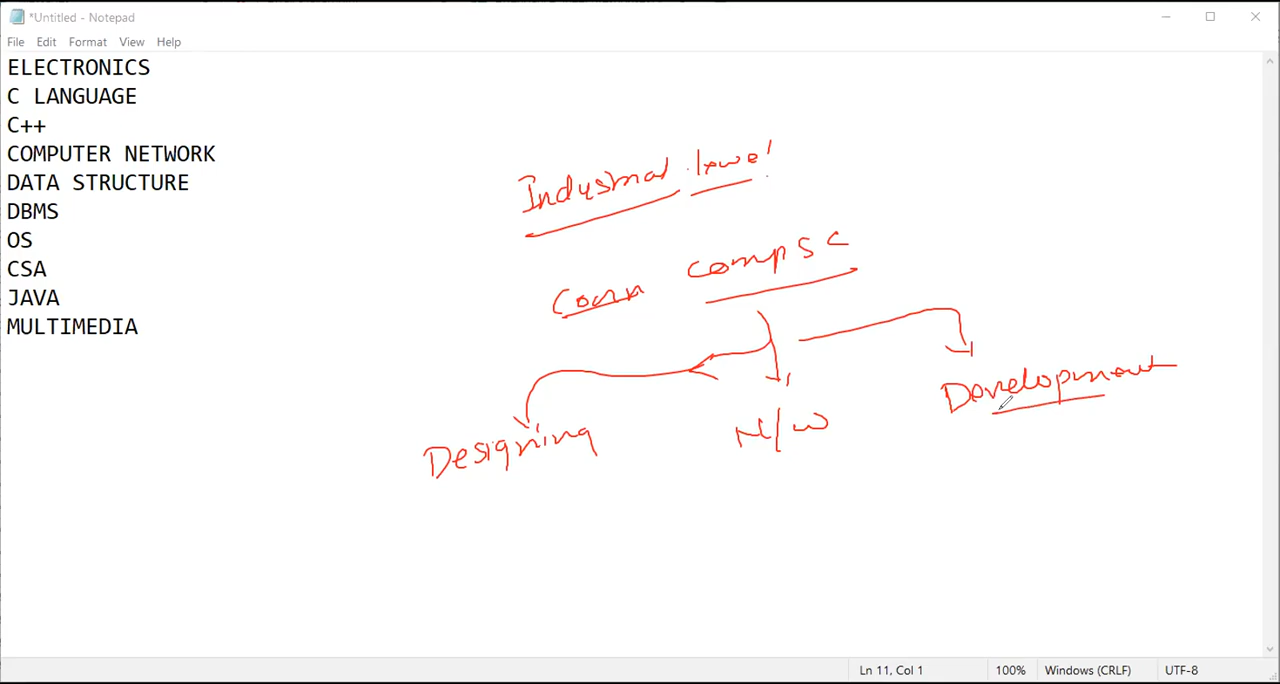 *Untitled - Notepad
File Edit Format View Help
ELECTRONICS
C LANGUAGE
C++
COMPUTER NETWORK
DATA STRUCTURE
DBMS
OS
CSA
JAVA
MULTIMEDIA
Industrial level
comp SC
Designing
N/W
Development
Ln 11, Col 1 100% Windows (CRLF) UTF-8